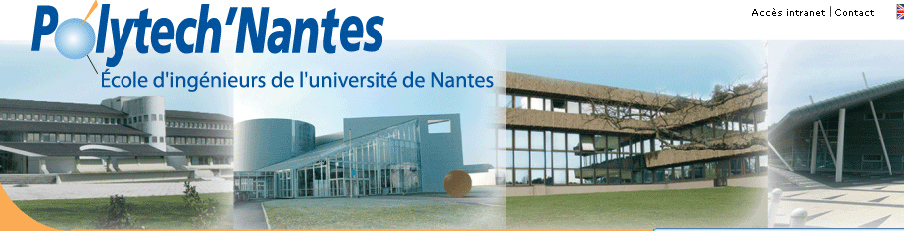 Polytech'Nantes
École d'ingénieurs de l'université de Nantes
Accès intranet | Contact